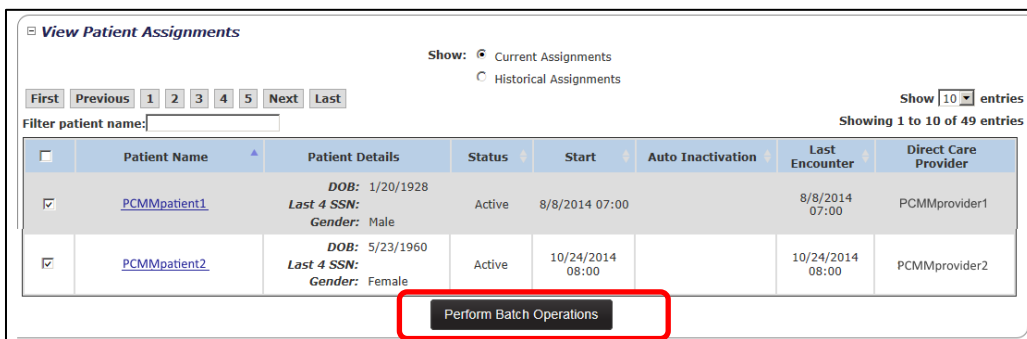 View Patient Assignments
Show: Current Assignments
Historical Assignments
First Previous 1 2 3 4 5 Next Last
Show 10 entries
Filter patient name:
Showing 1 to 10 of 49 entries
Patient Name Patient Details Status Start Auto Inactivation Last Encounter Direct Care Provider
DOB: 1/20/1928
PCMMpatient1 Last 4 SSN: Active 8/8/2014 07:00 8/8/2014 07:00 PCMMprovider1
Gender: Male
DOB: 5/23/1960
PCMMpatient2 Last 4 SSN: Active 10/24/2014 08:00 10/24/2014 08:00 PCMMprovider2
Gender: Female
Perform Batch Operations